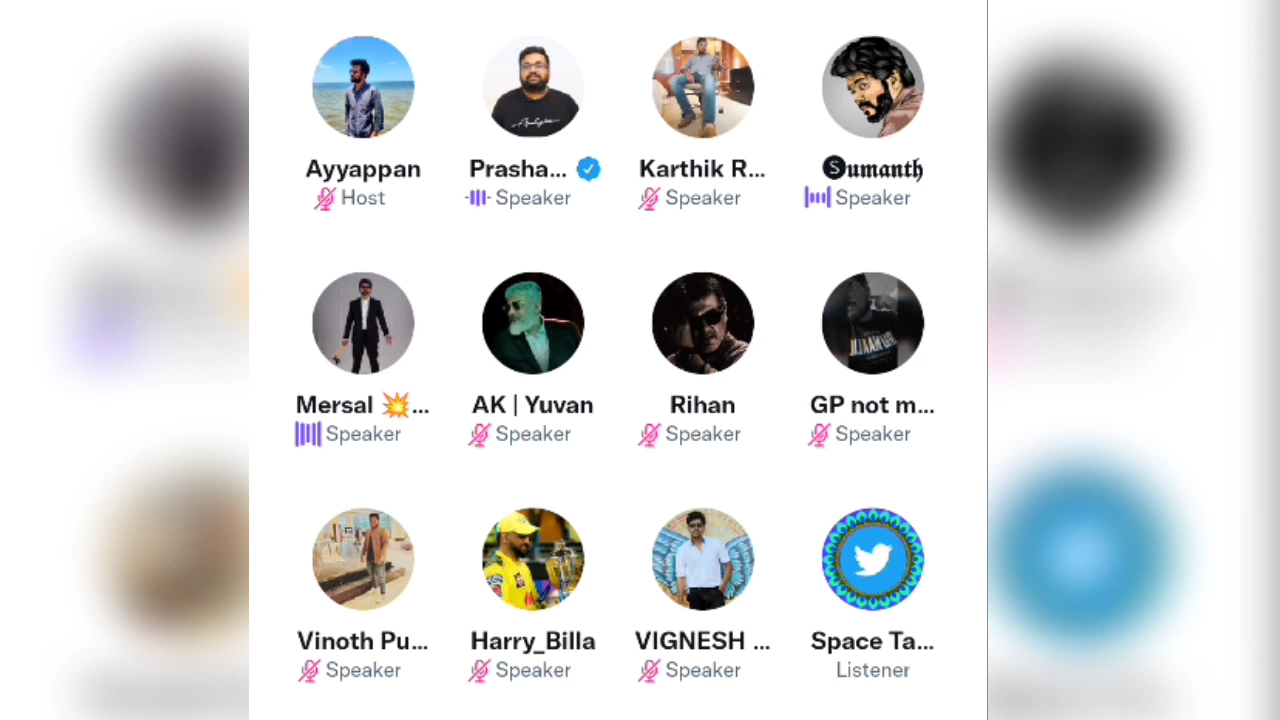 Ayyappan Prasha... Karthik R... 🅢𝖚𝖒𝖆𝖓𝖙𝖍
Host Speaker Speaker Speaker
Mersal 💥... AK | Yuvan Rihan GP not m...
Speaker Speaker Speaker Speaker
Vinoth Pu... Harry_Billa VIGNESH ... Space Ta...
Speaker Speaker Speaker Listener